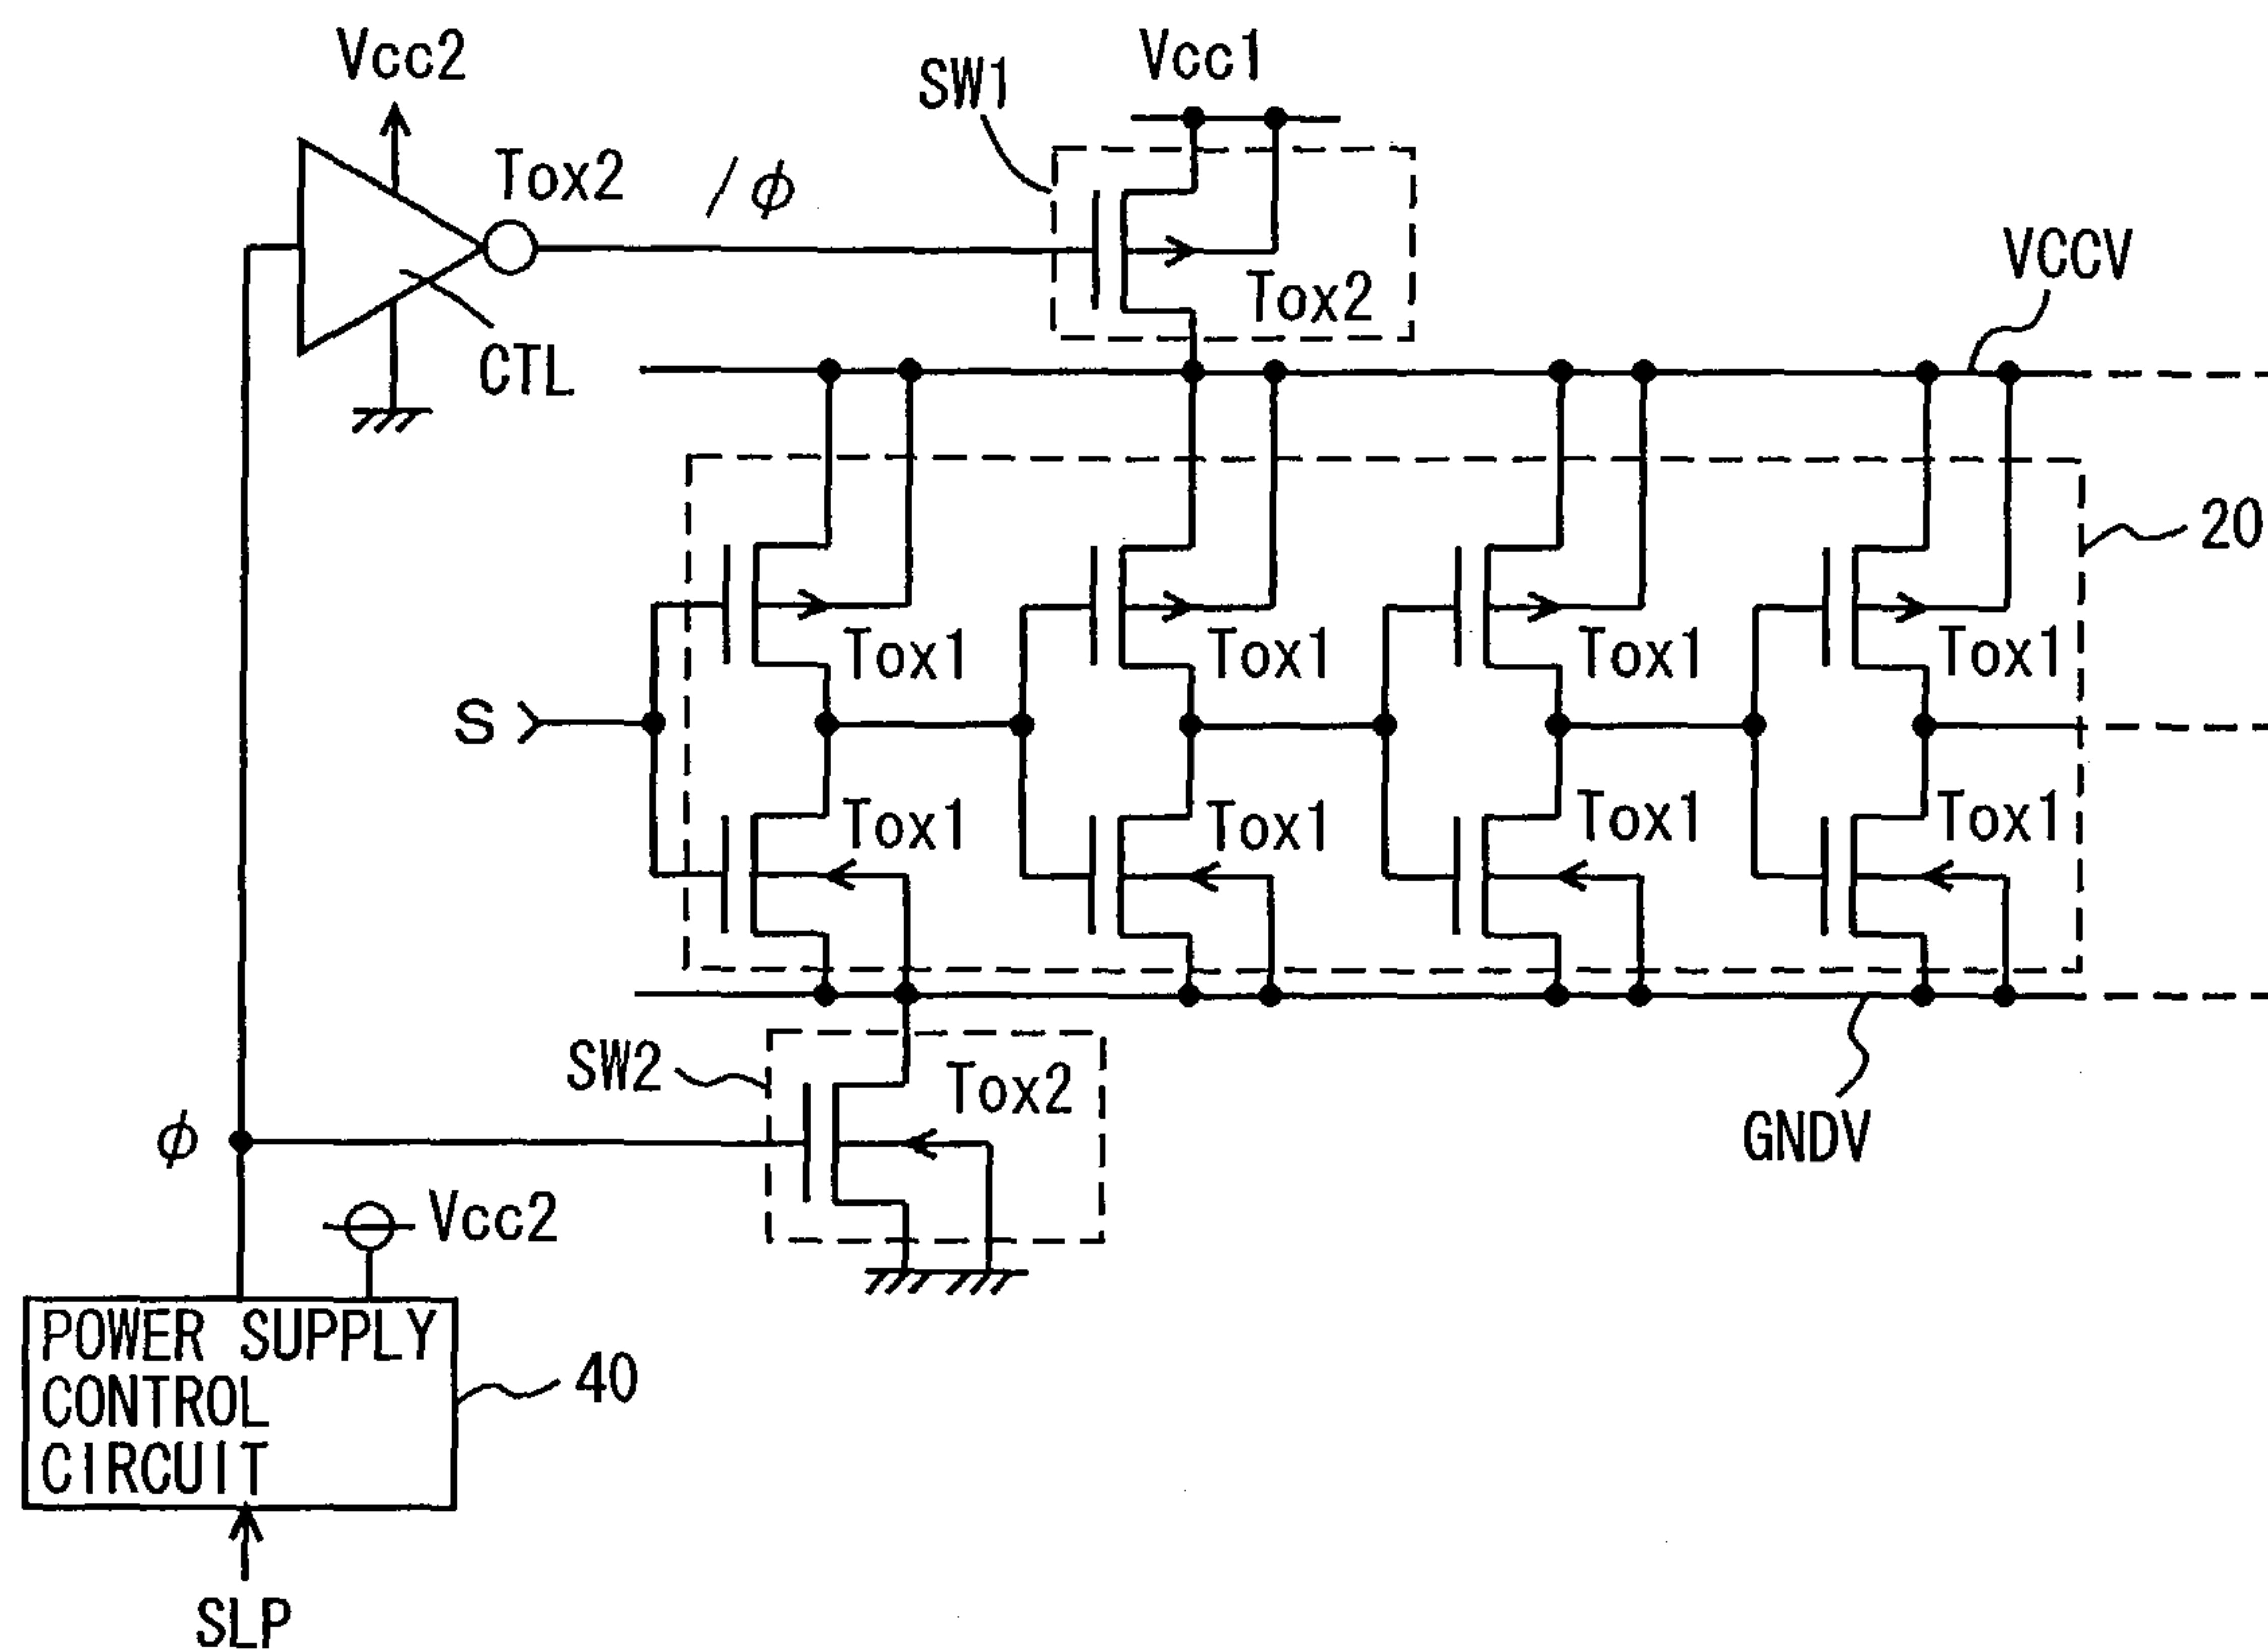 Vcc2
SW1
Vcc1
Tox2
/φ
Tox2
VCCV
CTL
20
Tox1
Tox1
Tox1
Tox1
S
Tox1
Tox1
Tox1
Tox1
SW2
Tox2
GNDV
φ
Vcc2
POWER SUPPLY
CONTROL
CIRCUIT
40
SLP